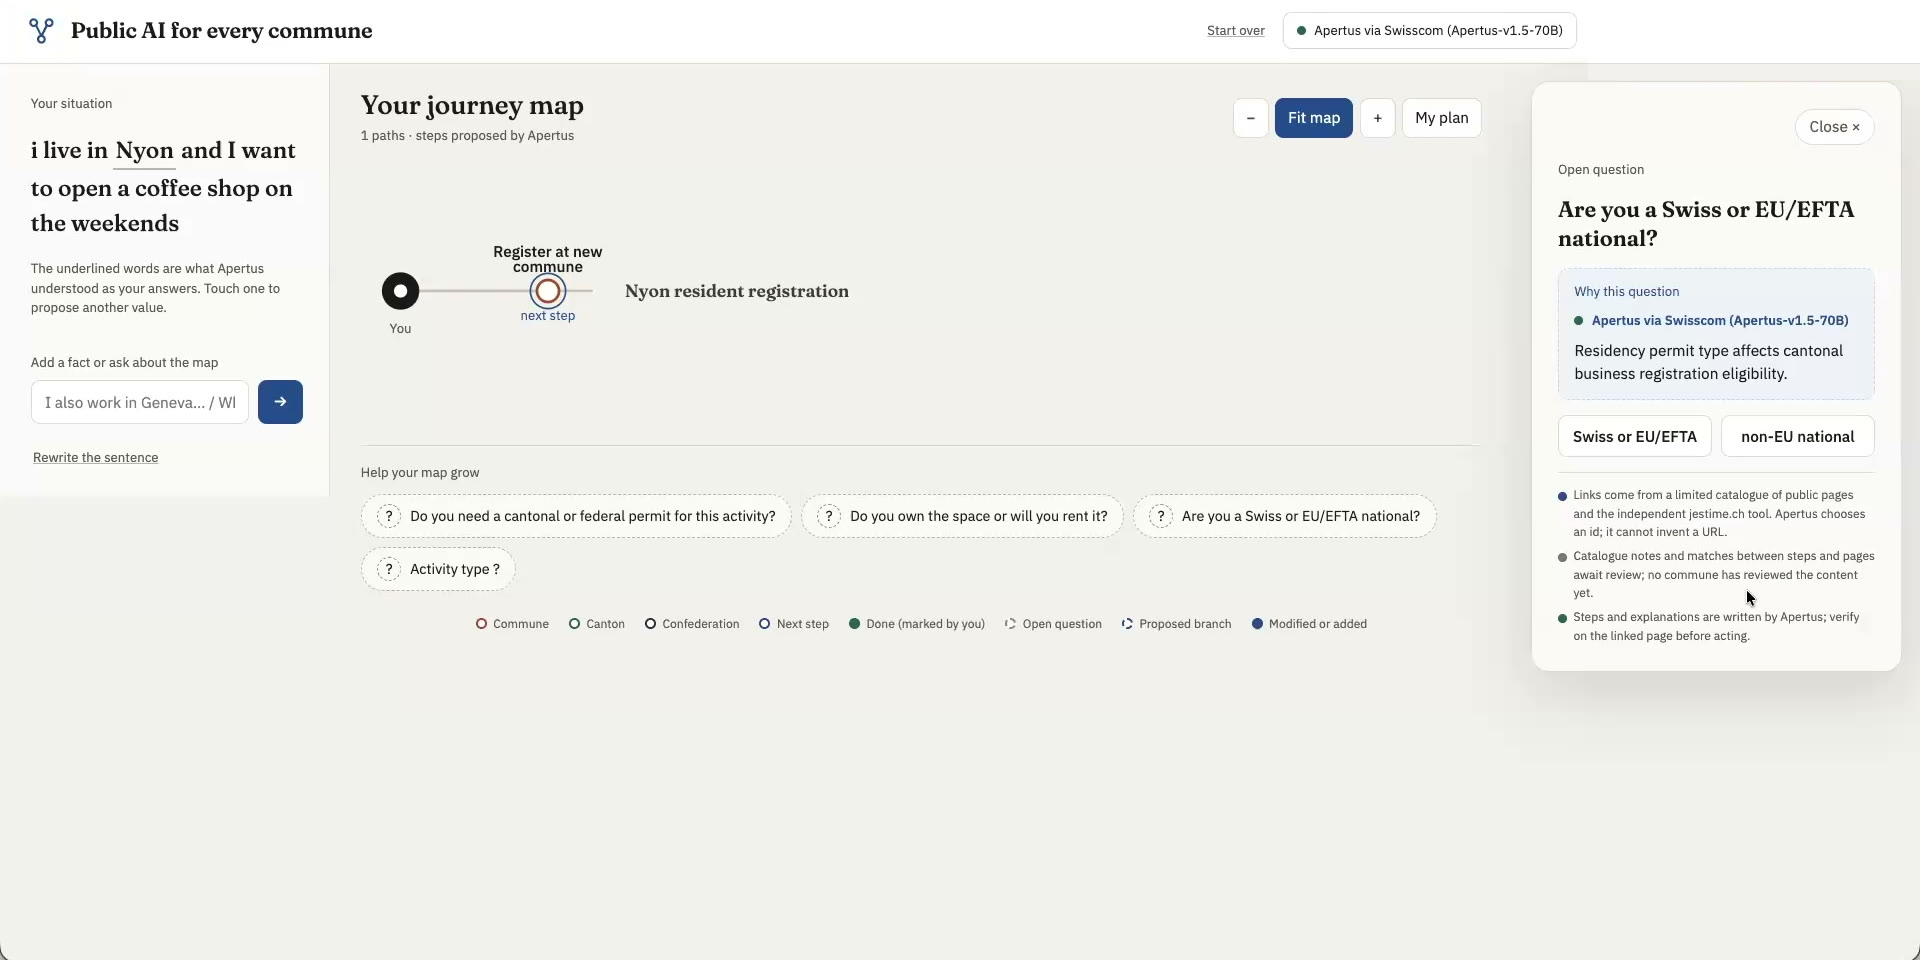 Public AI for every commune
Start over
Apertus via Swisscom (Apertus-v1.5-70B)
Your situation
i live in Nyon and I want
to open a coffee shop on
the weekends
The underlined words are what Apertus
understood as your answers. Touch one to
propose another value.
Add a fact or ask about the map
I also work in Geneva... / Wl
→
Rewrite the sentence
Your journey map
1 paths · steps proposed by Apertus
−
Fit map
+
My plan
Register at new
commune
next step
You
Nyon resident registration
Help your map grow
? Do you need a cantonal or federal permit for this activity?
? Do you own the space or will you rent it?
? Are you a Swiss or EU/EFTA national?
? Activity type ?
Commune
Canton
Confederation
Next step
Done (marked by you)
Open question
Proposed branch
Modified or added
Close ×
Open question
Are you a Swiss or EU/EFTA
national?
Why this question
Apertus via Swisscom (Apertus-v1.5-70B)
Residency permit type affects cantonal
business registration eligibility.
Swiss or EU/EFTA
non-EU national
Links come from a limited catalogue of public pages
and the independent jestime.ch tool. Apertus chooses
an id; it cannot invent a URL.
Catalogue notes and matches between steps and pages
await review; no commune has reviewed the content
yet.
Steps and explanations are written by Apertus; verify
on the linked page before acting.